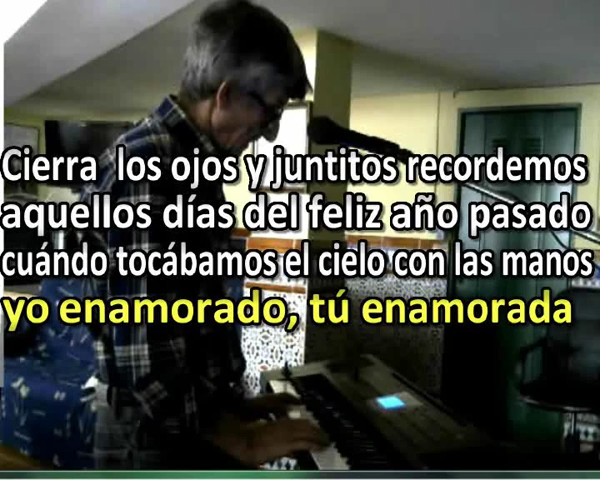 Cierra los ojos y juntitos recordemos
aquellos días del feliz año pasado
cuándo tocábamos el cielo con las manos
yo enamorado, tú enamorada